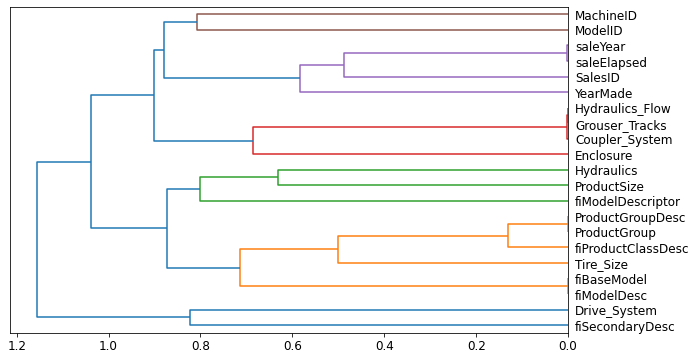 MachineID
ModelID
saleYear
saleElapsed
SalesID
YearMade
Hydraulics_Flow
Grouser_Tracks
Coupler_System
Enclosure
Hydraulics
ProductSize
fiModelDescriptor
ProductGroupDesc
ProductGroup
fiProductClassDesc
Tire_Size
fiBaseModel
fiModelDesc
Drive_System
fiSecondaryDesc
1.2 1.0 0.8 0.6 0.4 0.2 0.0